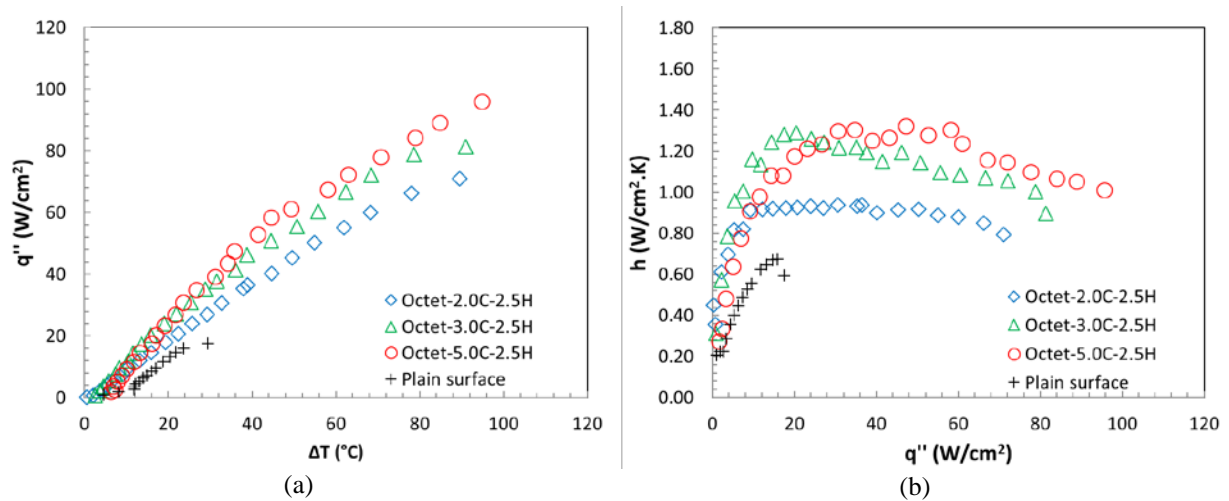 120
100
80
60
40
20
0
q'' (W/cm²)
0 20 40 60 80 100 120
ΔT (°C)
Octet-2.0C-2.5H
Octet-3.0C-2.5H
Octet-5.0C-2.5H
Plain surface
(a)
1.80
1.60
1.40
1.20
1.00
0.80
0.60
0.40
0.20
0.00
h (W/cm².K)
0 20 40 60 80 100 120
q'' (W/cm²)
Octet-2.0C-2.5H
Octet-3.0C-2.5H
Octet-5.0C-2.5H
Plain surface
(b)